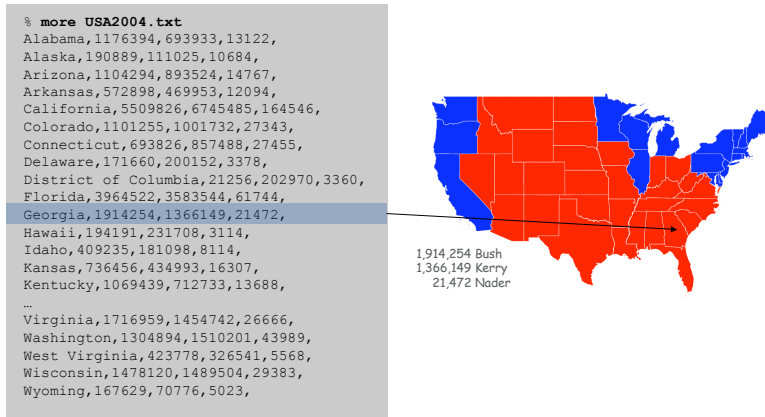 % more USA2004.txt
Alabama,1176394,693933,13122,
Alaska,190889,111025,10684,
Arizona,1104294,893524,14767,
Arkansas,572898,469953,12094,
California,5509826,6745485,164546,
Colorado,1101255,1001732,27343,
Connecticut,693826,857488,27455,
Delaware,171660,200152,3378,
District of Columbia,21256,202970,3360,
Florida,3964522,3583544,61744,
Georgia,1914254,1366149,21472,
Hawaii,194191,231708,3114,
Idaho,409235,181098,8114,
Kansas,736456,434993,16307,
Kentucky,1069439,712733,13688,
…
Virginia,1716959,1454742,26666,
Washington,1304894,1510201,43989,
West Virginia,423778,326541,5568,
Wisconsin,1478120,1489504,29383,
Wyoming,167629,70776,5023,
1,914,254 Bush
1,366,149 Kerry
21,472 Nader